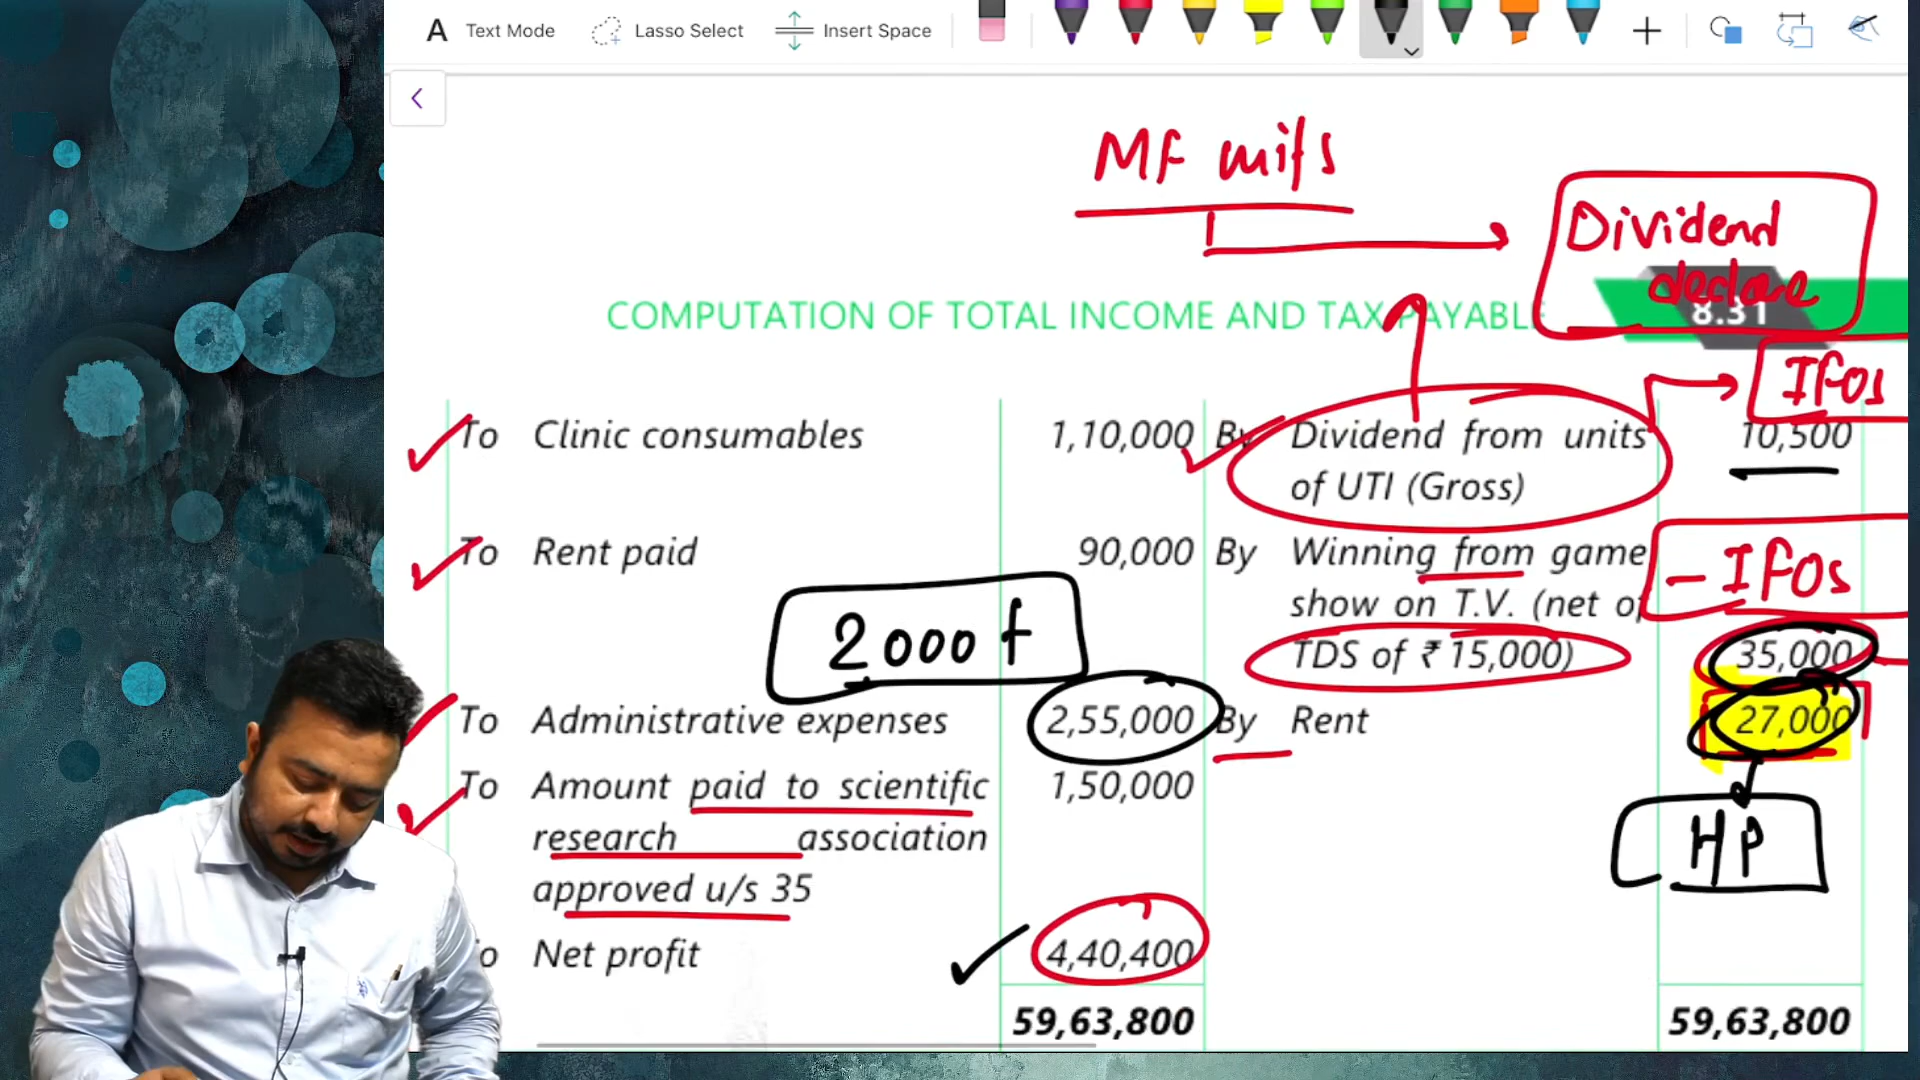 A Text Mode Lasso Select Insert Space
MF units
Dividend
declare
COMPUTATION OF TOTAL INCOME AND TAX PAYABLE 8.31
IFOS
To Clinic consumables 1,10,000 By Dividend from units 10,500
of UTI (Gross)
To Rent paid 90,000 By Winning from game
- IFOS
show on T.V. (net of
2000 f
TDS of ₹ 15,000) 35,000
To Administrative expenses 2,55,000 By Rent 27,000
To Amount paid to scientific 1,50,000
research association
HP
approved u/s 35
To Net profit 4,40,400
59,63,800 59,63,800